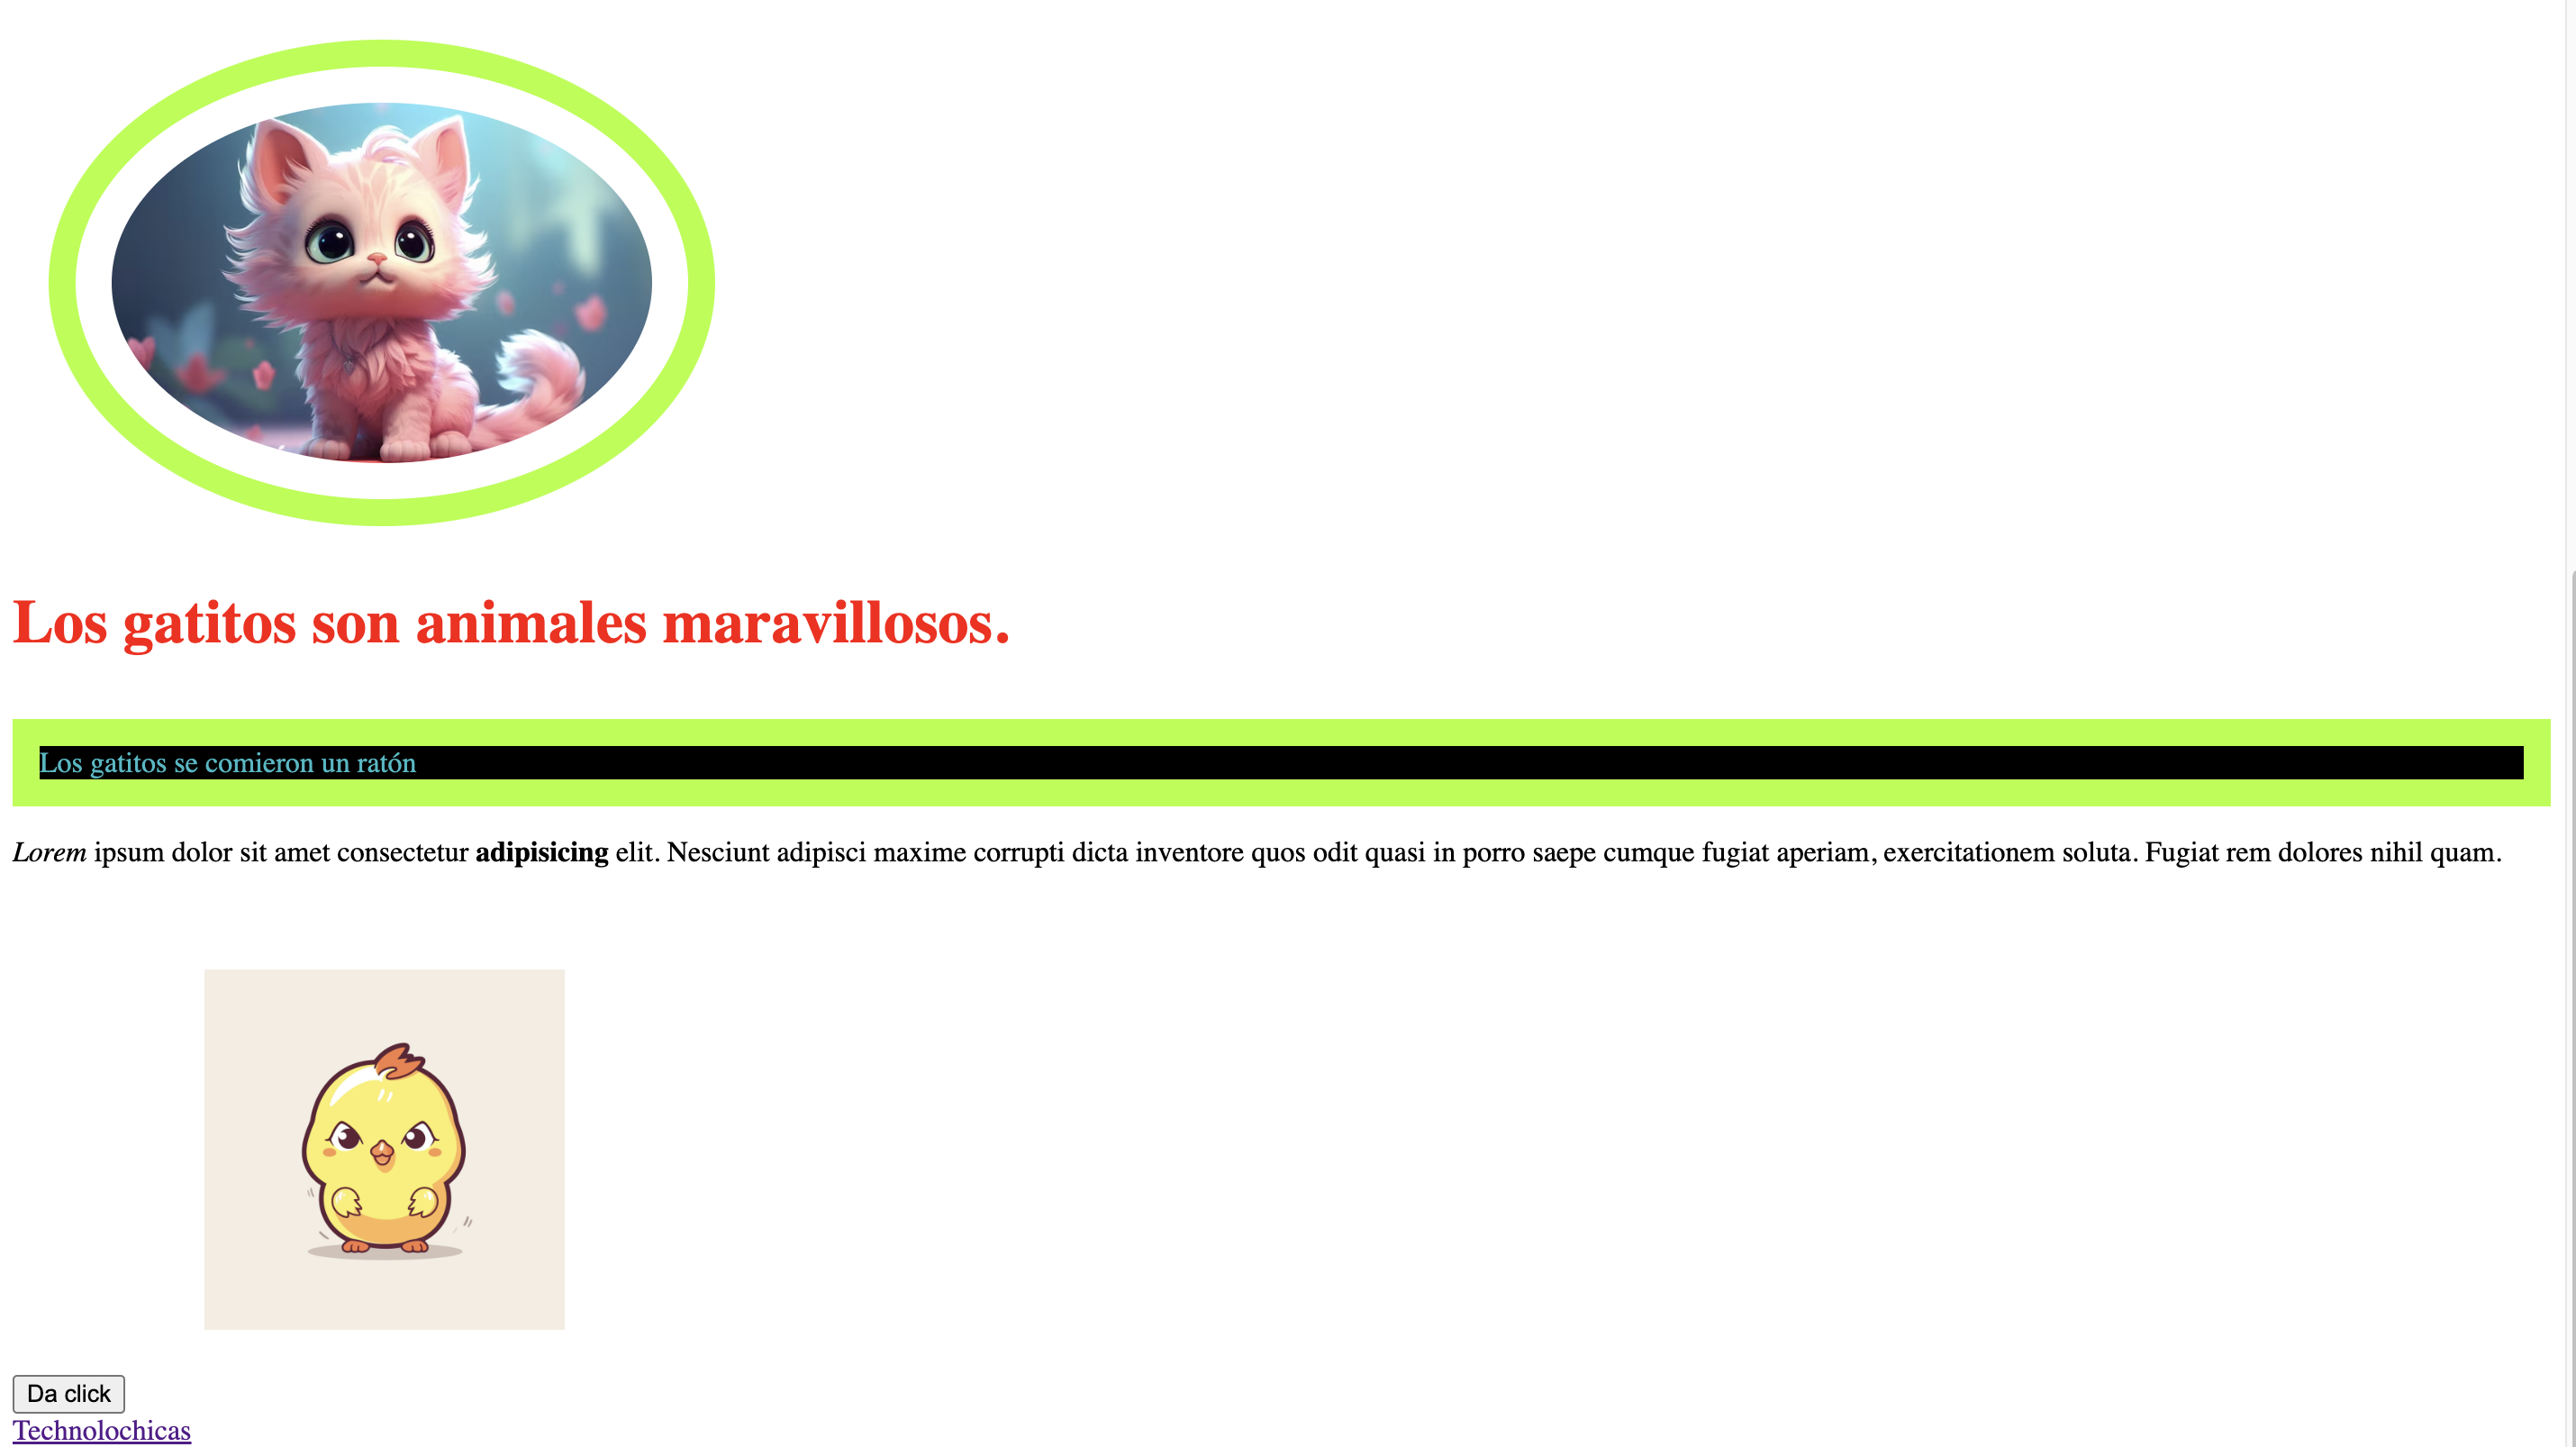 Los gatitos son animales maravillosos.
Los gatitos se comieron un ratón
Lorem ipsum dolor sit amet consectetur adipisicing elit. Nesciunt adipisci maxime corrupti dicta inventore quos odit quasi in porro saepe cumque fugiat aperiam, exercitationem soluta. Fugiat rem dolores nihil quam.
Da click
Technolochicas